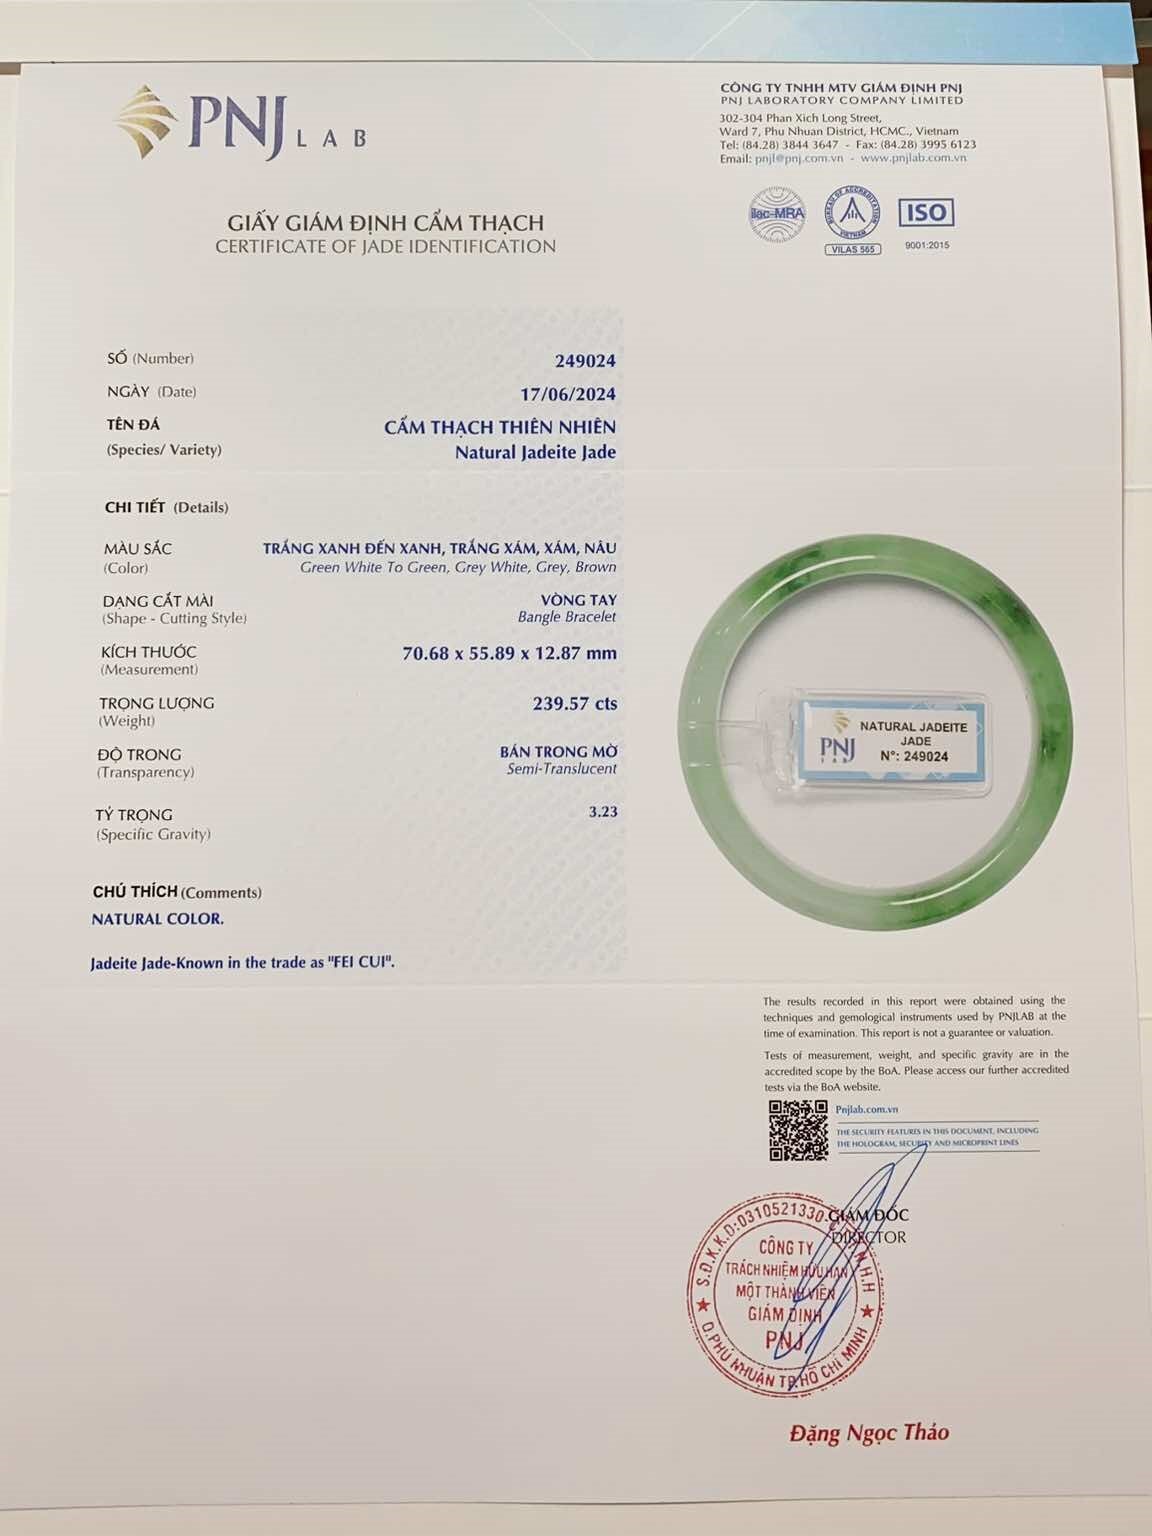 PNJ LAB
CÔNG TY TNHH MTV GIÁM ĐỊNH PNJ
PNJ LABORATORY COMPANY LIMITED
302-304 Phan Xich Long Street,
Ward 7, Phu Nhuan District, HCMC., Vietnam
Tel: (84.28) 3844 3647 - Fax: (84.28) 3995 6123
Email: pnjl@pnj.com.vn - www.pnjlab.com.vn
ilac-MRA
BUREAU OF ACCREDITATION
VIETNAM
VILAS 565
ISO
9001:2015
GIẤY GIÁM ĐỊNH CẨM THẠCH
CERTIFICATE OF JADE IDENTIFICATION
SỐ (Number) 249024
NGÀY (Date) 17/06/2024
TÊN ĐÁ CẨM THẠCH THIÊN NHIÊN
(Species/ Variety) Natural Jadeite Jade
CHI TIẾT (Details)
MÀU SẮC TRẮNG XANH ĐẾN XANH, TRẮNG XÁM, XÁM, NÂU
(Color) Green White To Green, Grey White, Grey, Brown
DẠNG CẮT MÀI VÒNG TAY
(Shape - Cutting Style) Bangle Bracelet
KÍCH THƯỚC 70.68 x 55.89 x 12.87 mm
(Measurement)
TRỌNG LƯỢNG 239.57 cts
(Weight)
ĐỘ TRONG BÁN TRONG MỜ
(Transparency) Semi-Translucent
TỶ TRỌNG 3.23
(Specific Gravity)
CHÚ THÍCH (Comments)
NATURAL COLOR.
Jadeite Jade-Known in the trade as "FEI CUI".
PNJ
LAB
NATURAL JADEITE
JADE
N°: 249024
The results recorded in this report were obtained using the
techniques and gemological instruments used by PNJLAB at the
time of examination. This report is not a guarantee or valuation.
Tests of measurement, weight, and specific gravity are in the
accredited scope by the BoA. Please access our further accredited
tests via the BoA website.
Pnjlab.com.vn
THE SECURITY FEATURES IN THIS DOCUMENT, INCLUDING
THE HOLOGRAM, SECURITY AND MICROPRINT LINES
GIÁM ĐỐC
DIRECTOR
S.Đ.K.K.D:0310521330-C.T.T.N.H.H
CÔNG TY
TRÁCH NHIỆM HỮU HẠN
MỘT THÀNH VIÊN
GIÁM ĐỊNH
PNJ
Q.PHÚ NHUẬN TP.HỒ CHÍ MINH
Đặng Ngọc Thảo